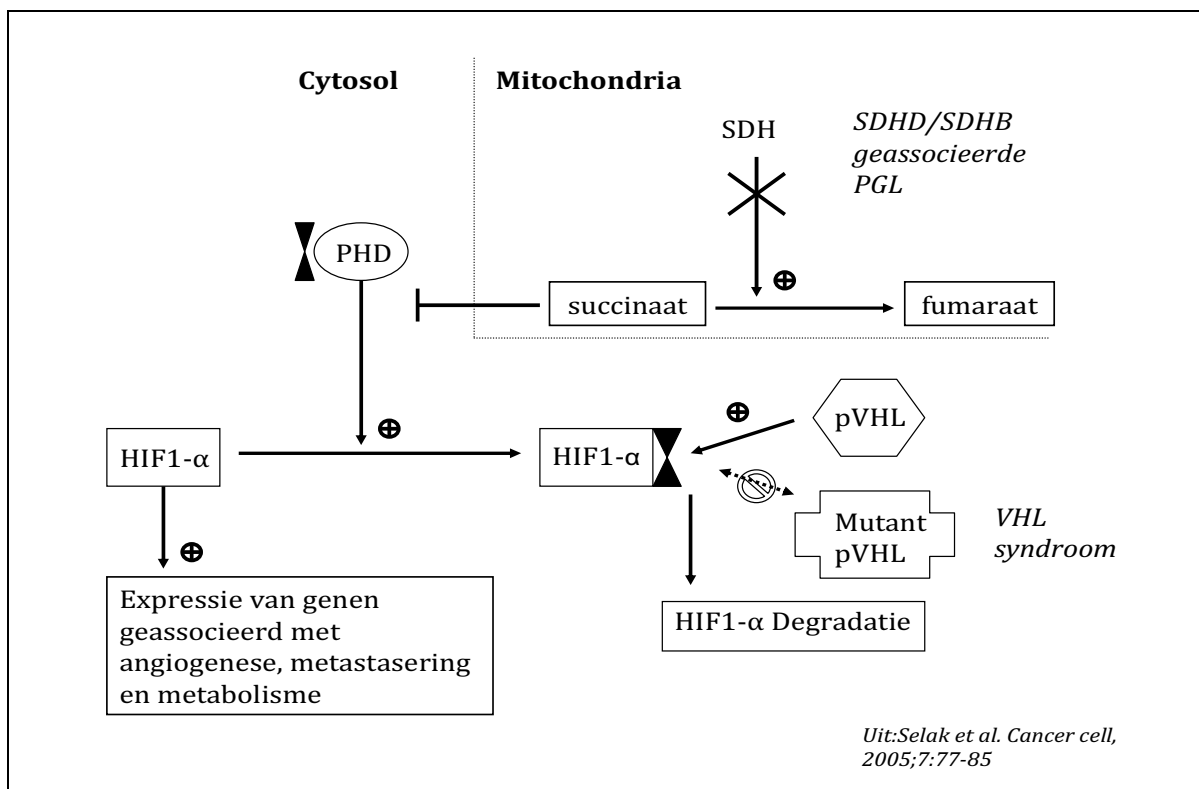 Cytosol
Mitochondria
SDH
SDHD/SDHB
geassocieerde
PGL
PHD
succinaat
fumaraat
HIF1-α
HIF1-α
pVHL
Mutant
pVHL
VHL
syndroom
Expressie van genen
geassocieerd met
angiogenese, metastasering
en metabolisme
HIF1-α Degradatie
Uit:Selak et al. Cancer cell,
2005;7:77-85